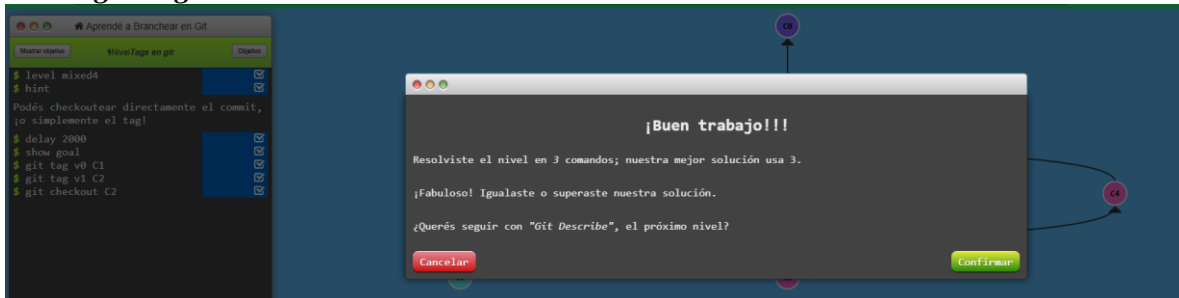 Aprendé a Branchear en Git
Mostrar objetivo
Nivel Tags en git
Objetivo
$ level mixed4
$ hint
Podés checkoutear directamente el commit,
¡o simplemente el tag!
$ delay 2000
$ show goal
$ git tag v0 C1
$ git tag v1 C2
$ git checkout C2
C0
¡Buen trabajo!!!
Resolviste el nivel en 3 comandos; nuestra mejor solución usa 3.
¡Fabuloso! Igualaste o superaste nuestra solución.
C4
¿Querés seguir con "Git Describe", el próximo nivel?
Cancelar
Confirmar